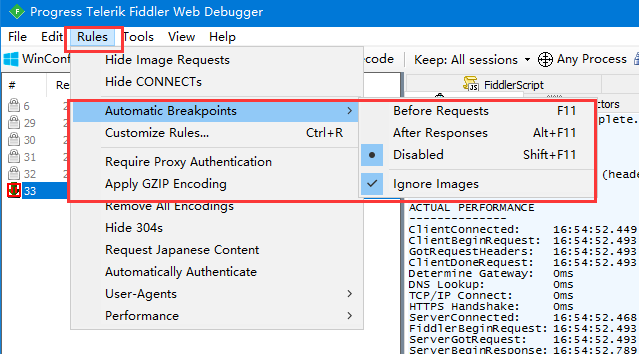 Progress Telerik Fiddler Web Debugger
File Edit Rules Tools View Help
WinConf
code Keep: All sessions Any Process
#
FiddlerScript
Hide Image Requests
Hide CONNECTs
Automatic Breakpoints
Customize Rules... Ctrl+R
Require Proxy Authentication
Apply GZIP Encoding
Remove All Encodings
Hide 304s
Request Japanese Content
Automatically Authenticate
User-Agents
Performance
Before Requests F11
After Responses Alt+F11
Disabled Shift+F11
Ignore Images
6
29
30
31
32
33
ctors
plete.
(heade
ACTUAL PERFORMANCE
--------------
ClientConnected: 16:54:52.449
ClientBeginRequest: 16:54:52.493
GotRequestHeaders: 16:54:52.493
ClientDoneRequest: 16:54:52.493
Determine Gateway: 0ms
DNS Lookup: 0ms
TCP/IP Connect: 0ms
HTTPS Handshake: 0ms
ServerConnected: 16:54:52.468
FiddlerBeginRequest: 16:54:52.493
ServerGotRequest: 16:54:52.493
ServerBeginResponse: 16:54:52.789